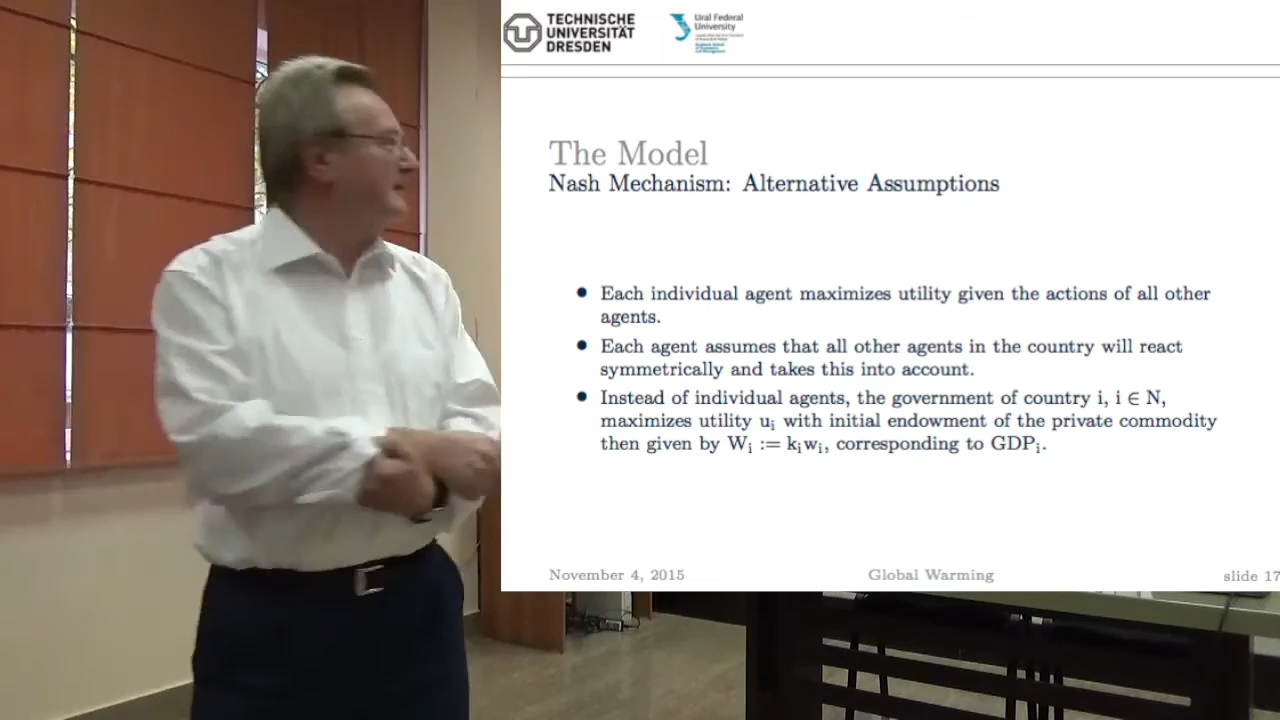 TECHNISCHE
UNIVERSITÄT
DRESDEN
Ural Federal
University
The Model
Nash Mechanism: Alternative Assumptions
Each individual agent maximizes utility given the actions of all other
agents.
Each agent assumes that all other agents in the country will react
symmetrically and takes this into account.
Instead of individual agents, the government of country i, i ∈ N,
maximizes utility uᵢ with initial endowment of the private commodity
then given by Wᵢ := kᵢwᵢ, corresponding to GDPᵢ.
November 4, 2015
Global Warming
slide 17